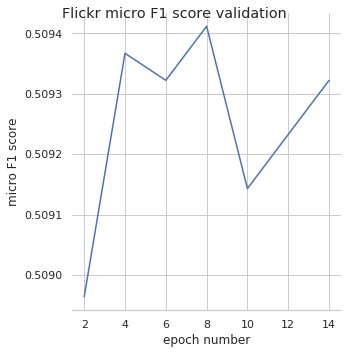 Flickr micro F1 score validation
0.5094
0.5093
0.5092
0.5091
0.5090
micro F1 score
2 4 6 8 10 12 14
epoch number